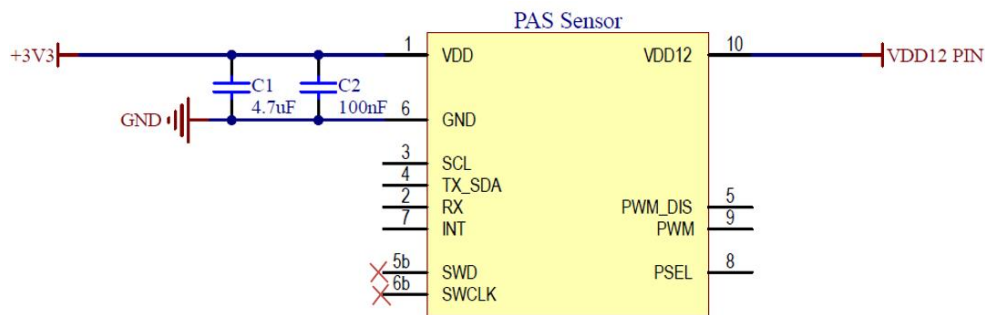 PAS Sensor
+3V3
1
VDD
VDD12
10
VDD12 PIN
C1
4.7uF
C2
100nF
GND
6
GND
3
SCL
4
TX_SDA
2
RX
PWM_DIS
5
7
INT
PWM
9
5b
SWD
PSEL
8
6b
SWCLK